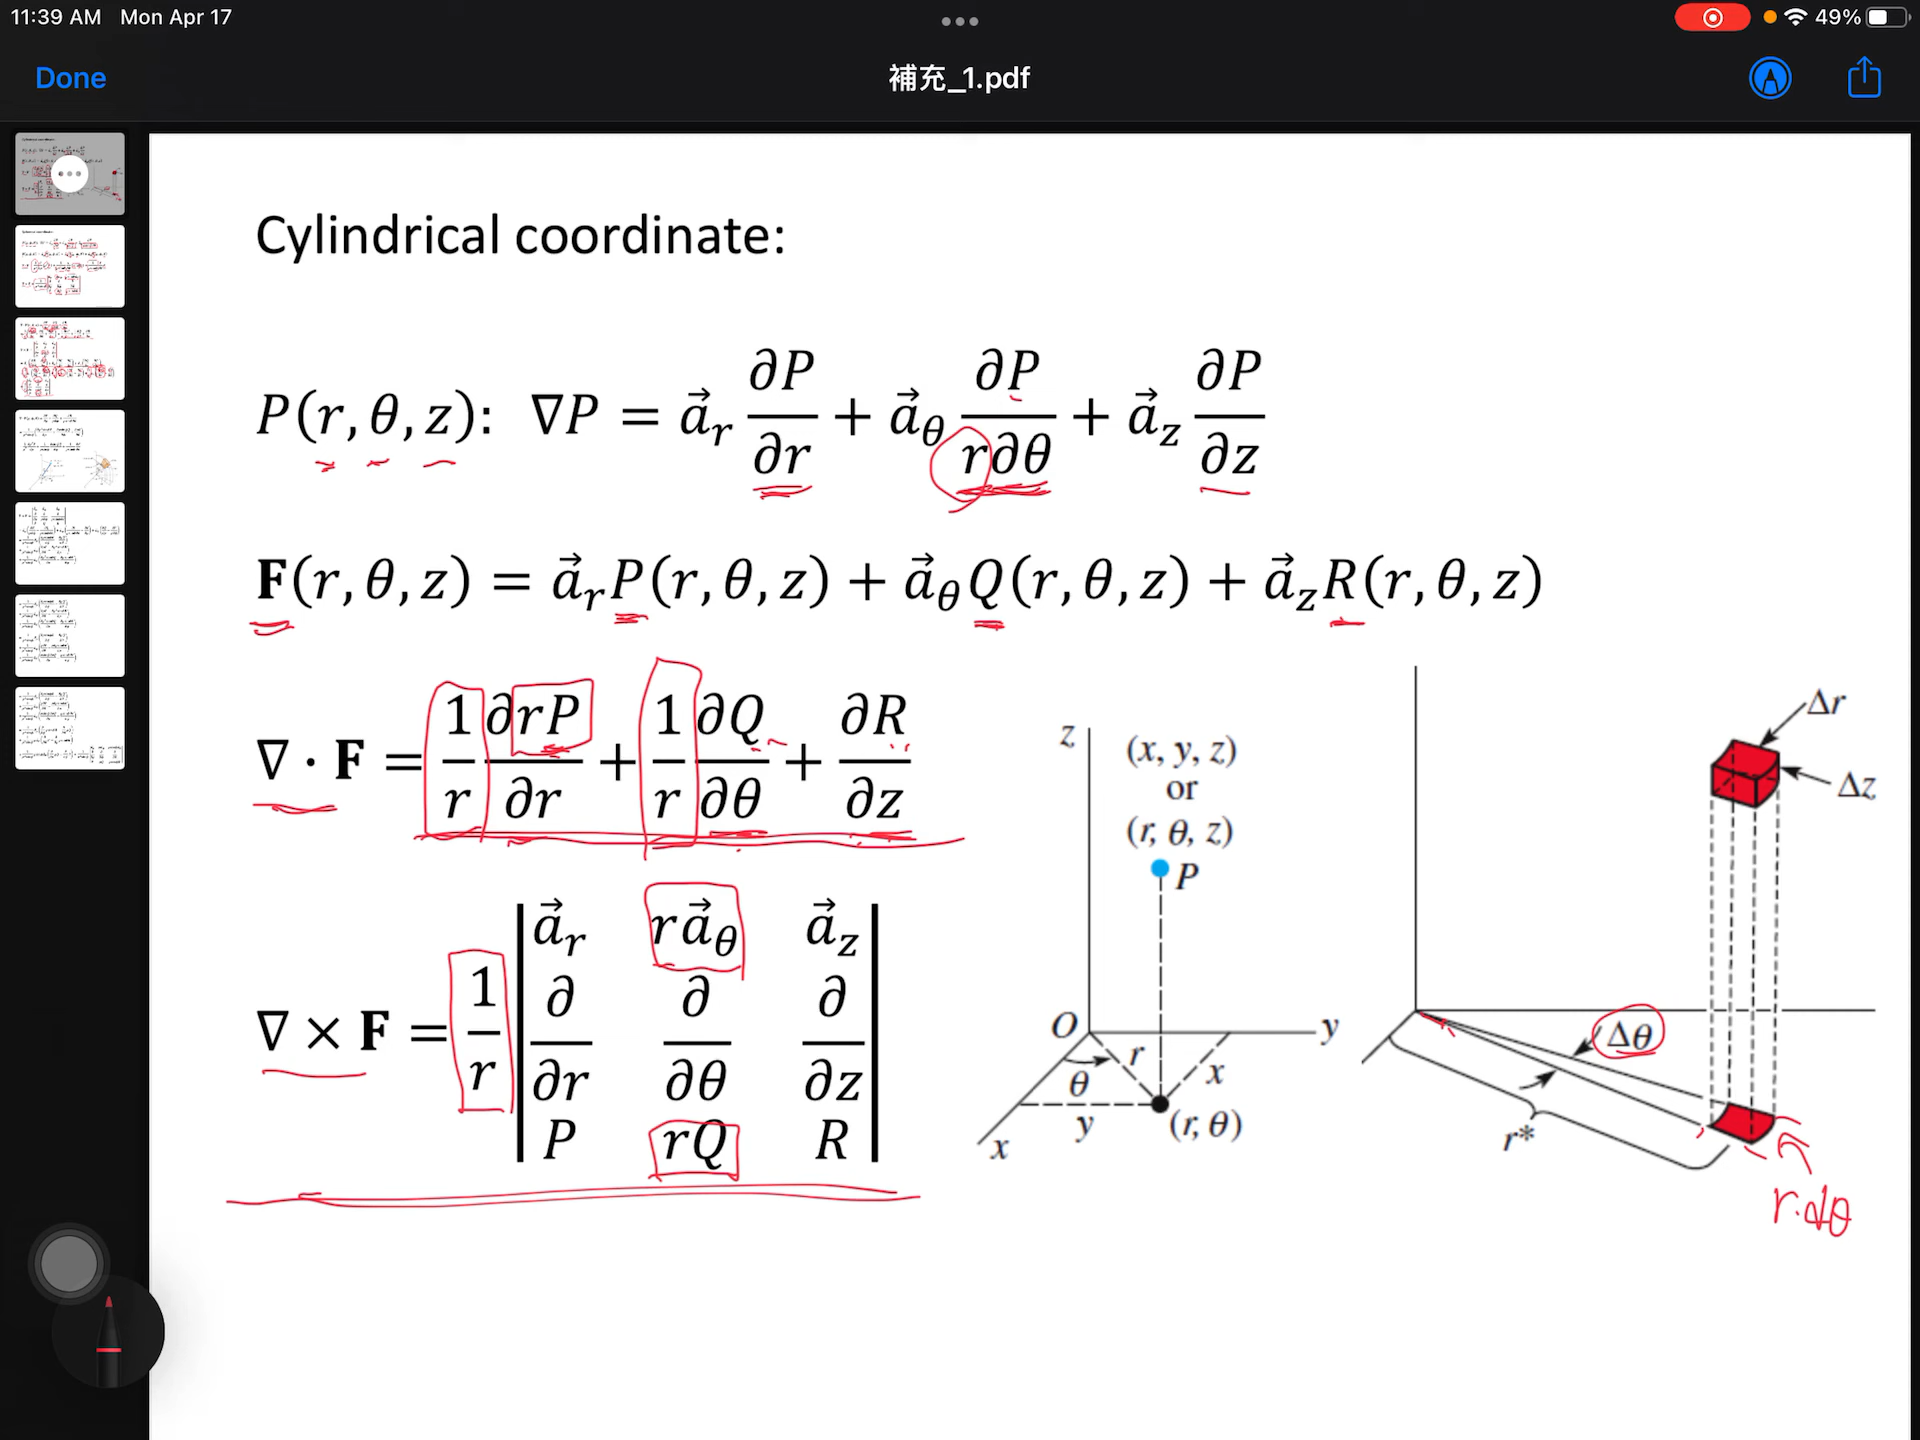 11:39 AM Mon Apr 17
49%
Done
補充_1.pdf
Cylindrical coordinate:
P(r, θ, z): ∇P = a⃗_r ∂P/∂r + a⃗_θ ∂P/r∂θ + a⃗_z ∂P/∂z
F(r, θ, z) = a⃗_r P(r, θ, z) + a⃗_θ Q(r, θ, z) + a⃗_z R(r, θ, z)
∇ · F = 1/r ∂rP/∂r + 1/r ∂Q/∂θ + ∂R/∂z
∇ × F = 1/r | a⃗_r ra⃗_θ a⃗_z |
| ∂/∂r ∂/∂θ ∂/∂z |
| P rQ R |
z
(x, y, z)
or
(r, θ, z)
P
O
y
r
θ
x
y
(r, θ)
x
Δr
Δz
Δθ
r*
r·dθ